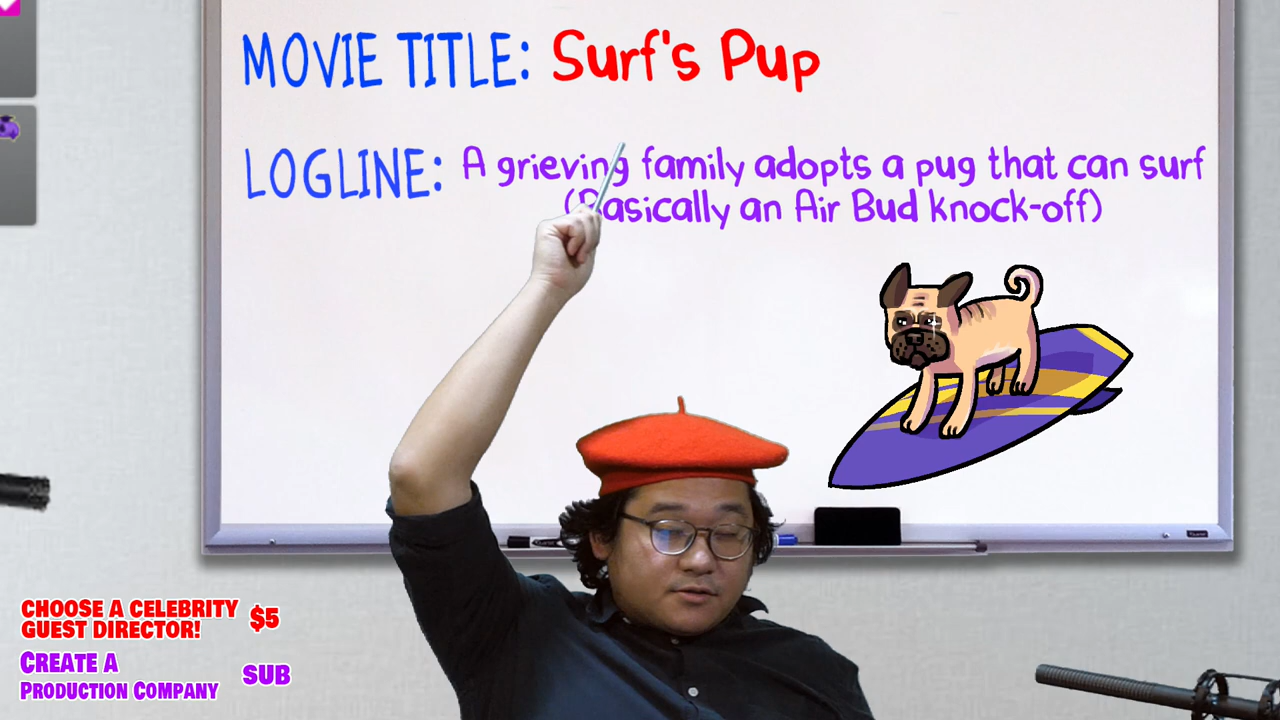 MOVIE TITLE: Surf's Pup
LOGLINE: A grieving family adopts a pug that can surf
(Basically an Air Bud knock-off)
CHOOSE A CELEBRITY
GUEST DIRECTOR! $5
CREATE A
PRODUCTION COMPANY SUB